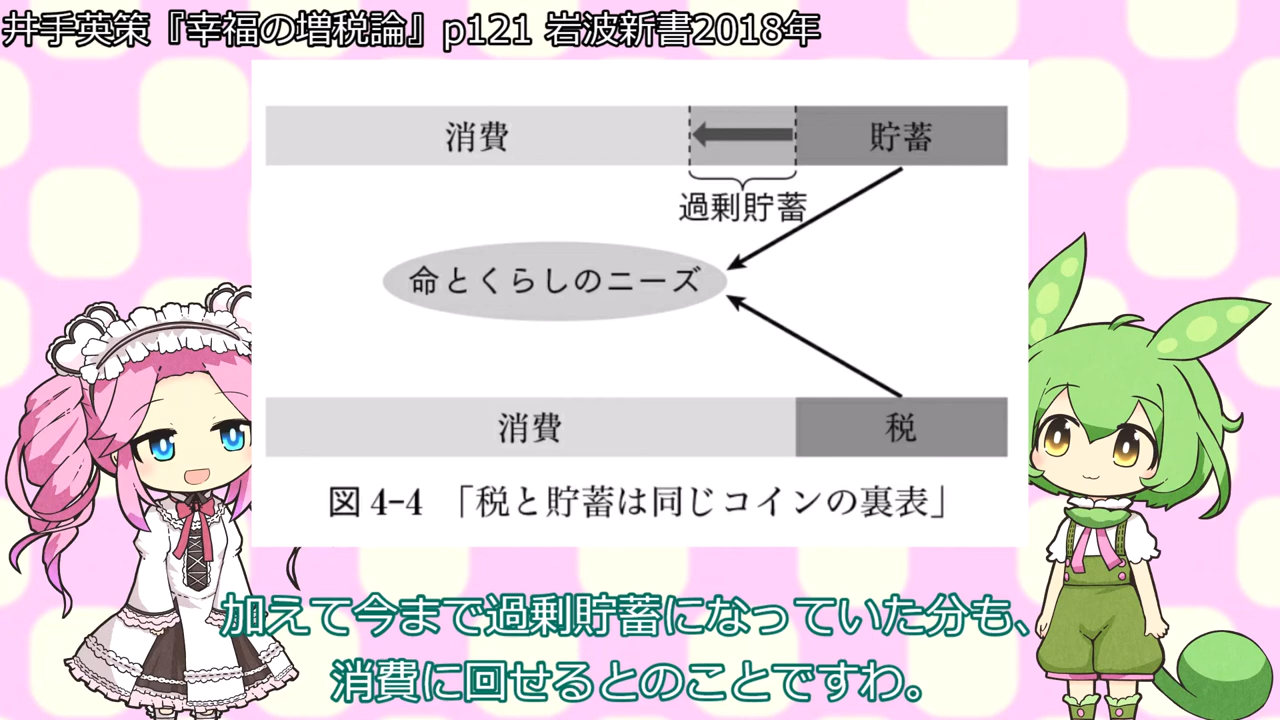 井手英策『幸福の増税論』p121 岩波新書2018年
消費
貯蓄
過剰貯蓄
命とくらしのニーズ
消費
税
図4-4 「税と貯蓄は同じコインの裏表」
加えて今まで過剰貯蓄になっていた分も、
消費に回せるとのことですわ。